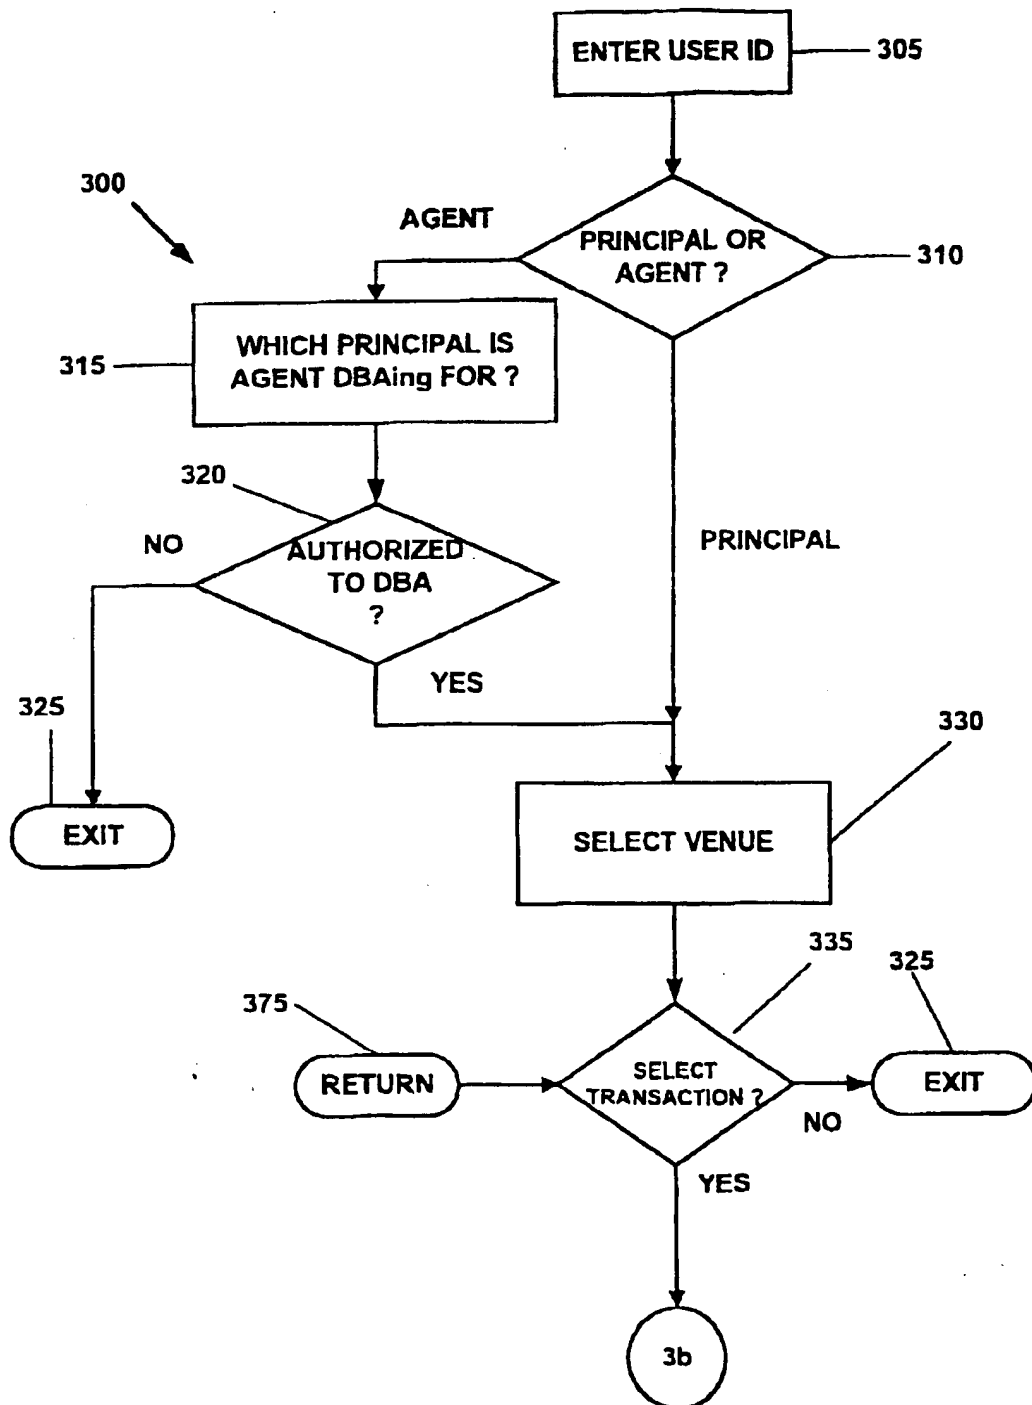 ENTER USER ID
305
300
AGENT
PRINCIPAL OR
AGENT ?
310
315
WHICH PRINCIPAL IS
AGENT DBAing FOR ?
320
NO
AUTHORIZED
TO DBA
?
PRINCIPAL
YES
325
330
EXIT
SELECT VENUE
335
325
375
RETURN
SELECT
TRANSACTION ?
EXIT
NO
YES
3b